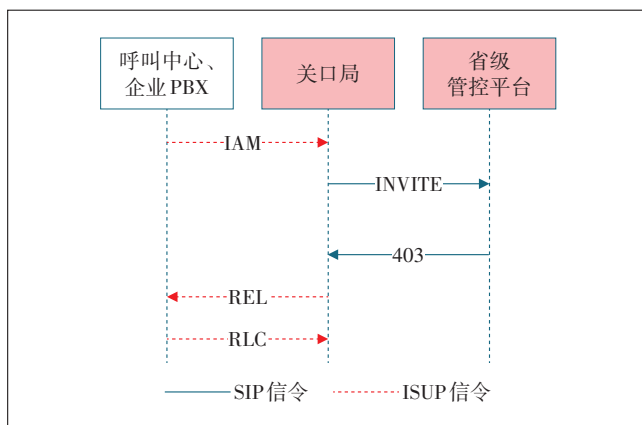 呼叫中心、
企业PBX
关口局
省级
管控平台
IAM
INVITE
403
REL
RLC
SIP信令
ISUP信令